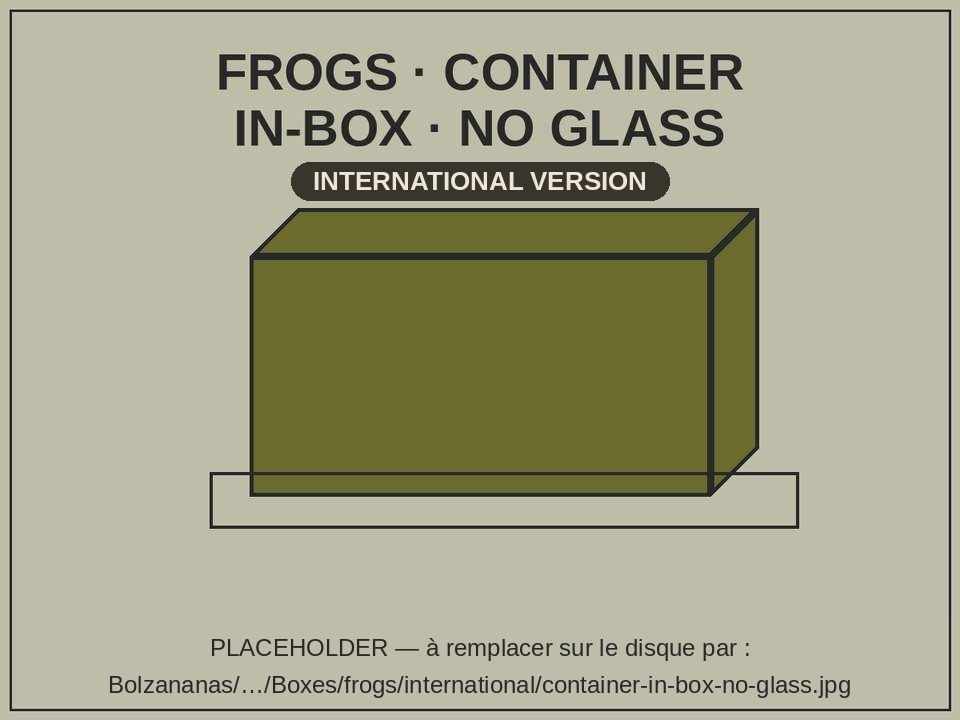 FROGS · CONTAINER
IN-BOX · NO GLASS
INTERNATIONAL VERSION
PLACEHOLDER — à remplacer sur le disque par :
Bolzananas/…/Boxes/frogs/international/container-in-box-no-glass.jpg